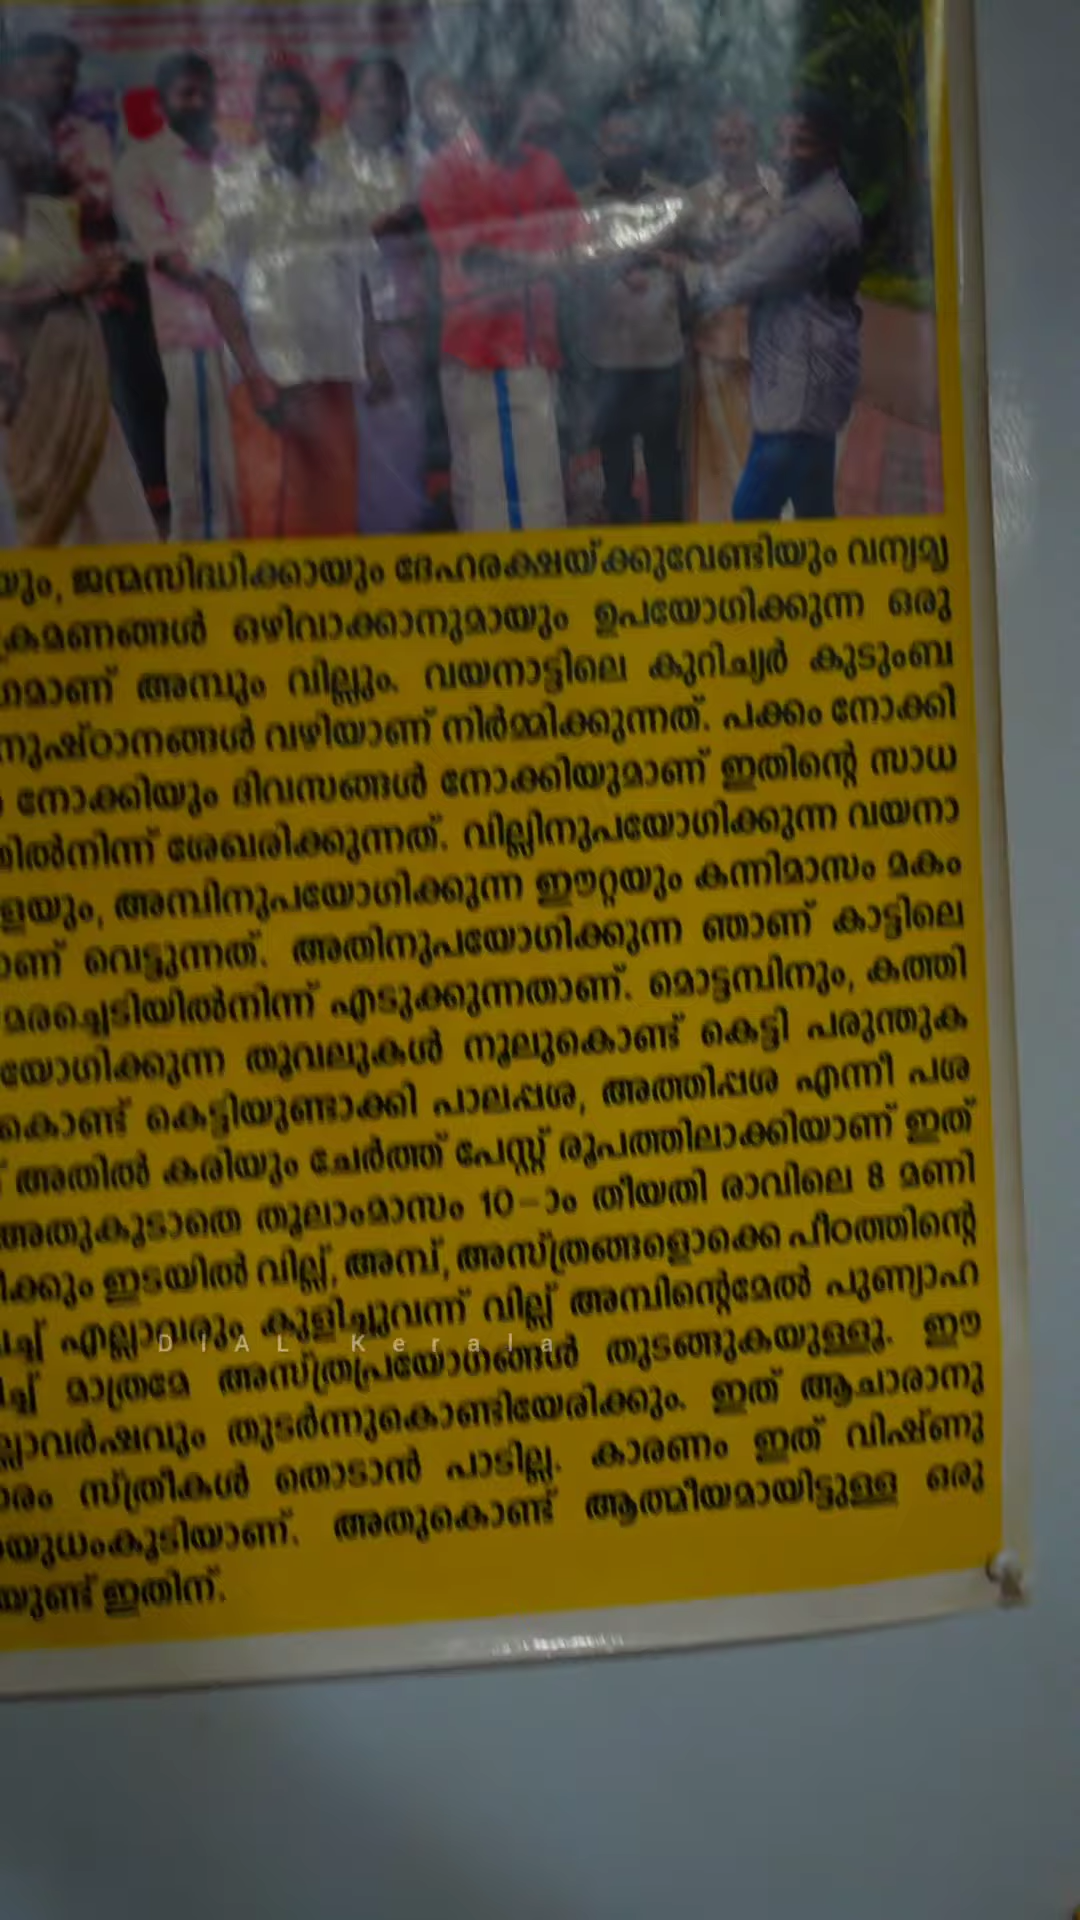 യും, ജന്മസിദ്ധിക്കായും ദേഹരക്ഷയ്ക്കുവേണ്ടിയും വന്യമൃ
ക്രമണങ്ങൾ ഒഴിവാക്കാനുമായും ഉപയോഗിക്കുന്ന ഒരു
മാണ് അമ്പും വില്ലും. വയനാട്ടിലെ കുറിച്യർ കുടുംബ
നുഷ്ഠാനങ്ങൾ വഴിയാണ് നിർമ്മിക്കുന്നത്. പക്കം നോക്കി
നോക്കിയും ദിവസങ്ങൾ നോക്കിയുമാണ് ഇതിന്റെ സാധ
ിൽനിന്ന് ശേഖരിക്കുന്നത്. വില്ലിനുപയോഗിക്കുന്ന വയനാ
ളയും, അമ്പിനുപയോഗിക്കുന്ന ഈറ്റയും കന്നിമാസം മകം
ാണ് വെട്ടുന്നത്. അതിനുപയോഗിക്കുന്ന ഞാണ് കാട്ടിലെ
മരച്ചെടിയിൽനിന്ന് എടുക്കുന്നതാണ്. മൊട്ടമ്പിനും, കത്തി
യോഗിക്കുന്ന തൂവലുകൾ നൂലുകൊണ്ട് കെട്ടി പരുന്തുക
കൊണ്ട് കെട്ടിയുണ്ടാക്കി പാലപ്പശ, അത്തിപ്പശ എന്നീ പശ
അതിൽ കരിയും ചേർത്ത് പേസ്റ്റ് രൂപത്തിലാക്കിയാണ് ഇത്
അതുകൂടാതെ തുലാംമാസം 10-ാം തീയതി രാവിലെ 8 മണി
ിക്കും ഇടയിൽ വില്ല്, അമ്പ്, അസ്ത്രങ്ങളൊക്കെ പീഠത്തിന്റെ
ച്ച് എല്ലാവരും കുളിച്ചുവന്ന് വില്ല് അമ്പിന്റെമേൽ പുണ്യാഹ
DIAL Kerala
ച്ച് മാത്രമേ അസ്ത്രപ്രയോഗങ്ങൾ തുടങ്ങുകയുള്ളൂ. ഈ
ല്ലാവർഷവും തുടർന്നുകൊണ്ടിയേരിക്കും. ഇത് ആചാരാനു
ാരം സ്ത്രീകൾ തൊടാൻ പാടില്ല. കാരണം ഇത് വിഷ്ണു
യുധംകൂടിയാണ്. അതുകൊണ്ട് ആത്മീയമായിട്ടുള്ള ഒരു
യുണ്ട് ഇതിന്.